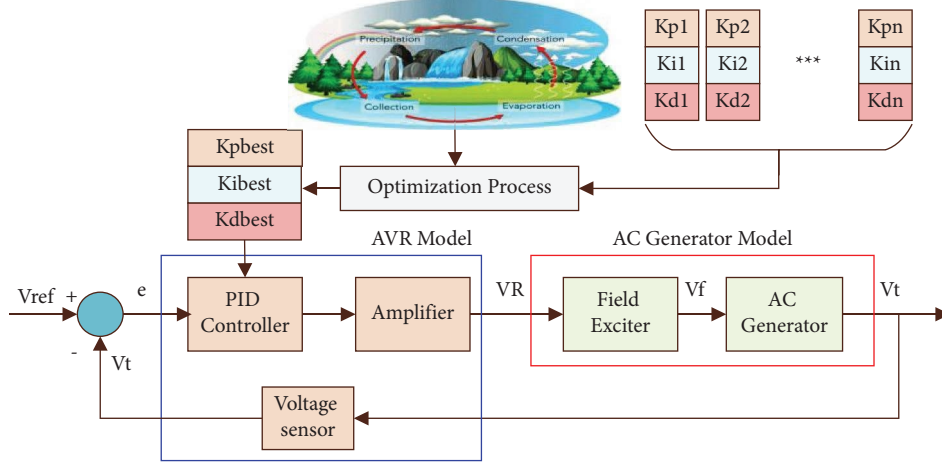 Precipitation
Condensation
Collection
Evaporation
Kp1 Kp2 Kpn
Ki1 Ki2 *** Kin
Kd1 Kd2 Kdn
Kpbest
Kibest
Kdbest
Optimization Process
AVR Model
AC Generator Model
Vref + e
PID
Controller
Amplifier
VR
Field
Exciter
Vf
AC
Generator
Vt
-
Vt
Voltage
sensor